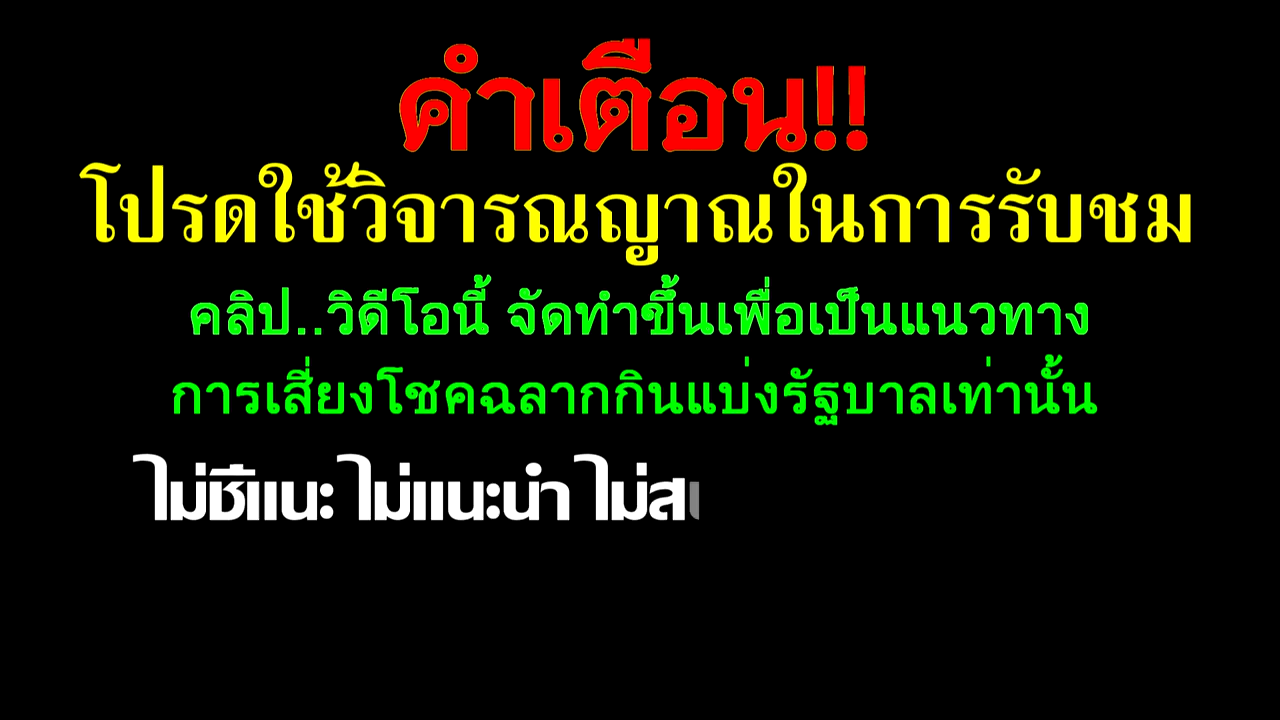 คำเตือน!!
โปรดใช้วิจารณญาณในการรับชม
คลิป..วิดีโอนี้ จัดทำขึ้นเพื่อเป็นแนวทาง
การเสี่ยงโชคฉลากกินแบ่งรัฐบาลเท่านั้น
ไม่ชี้แนะ ไม่แนะนำ